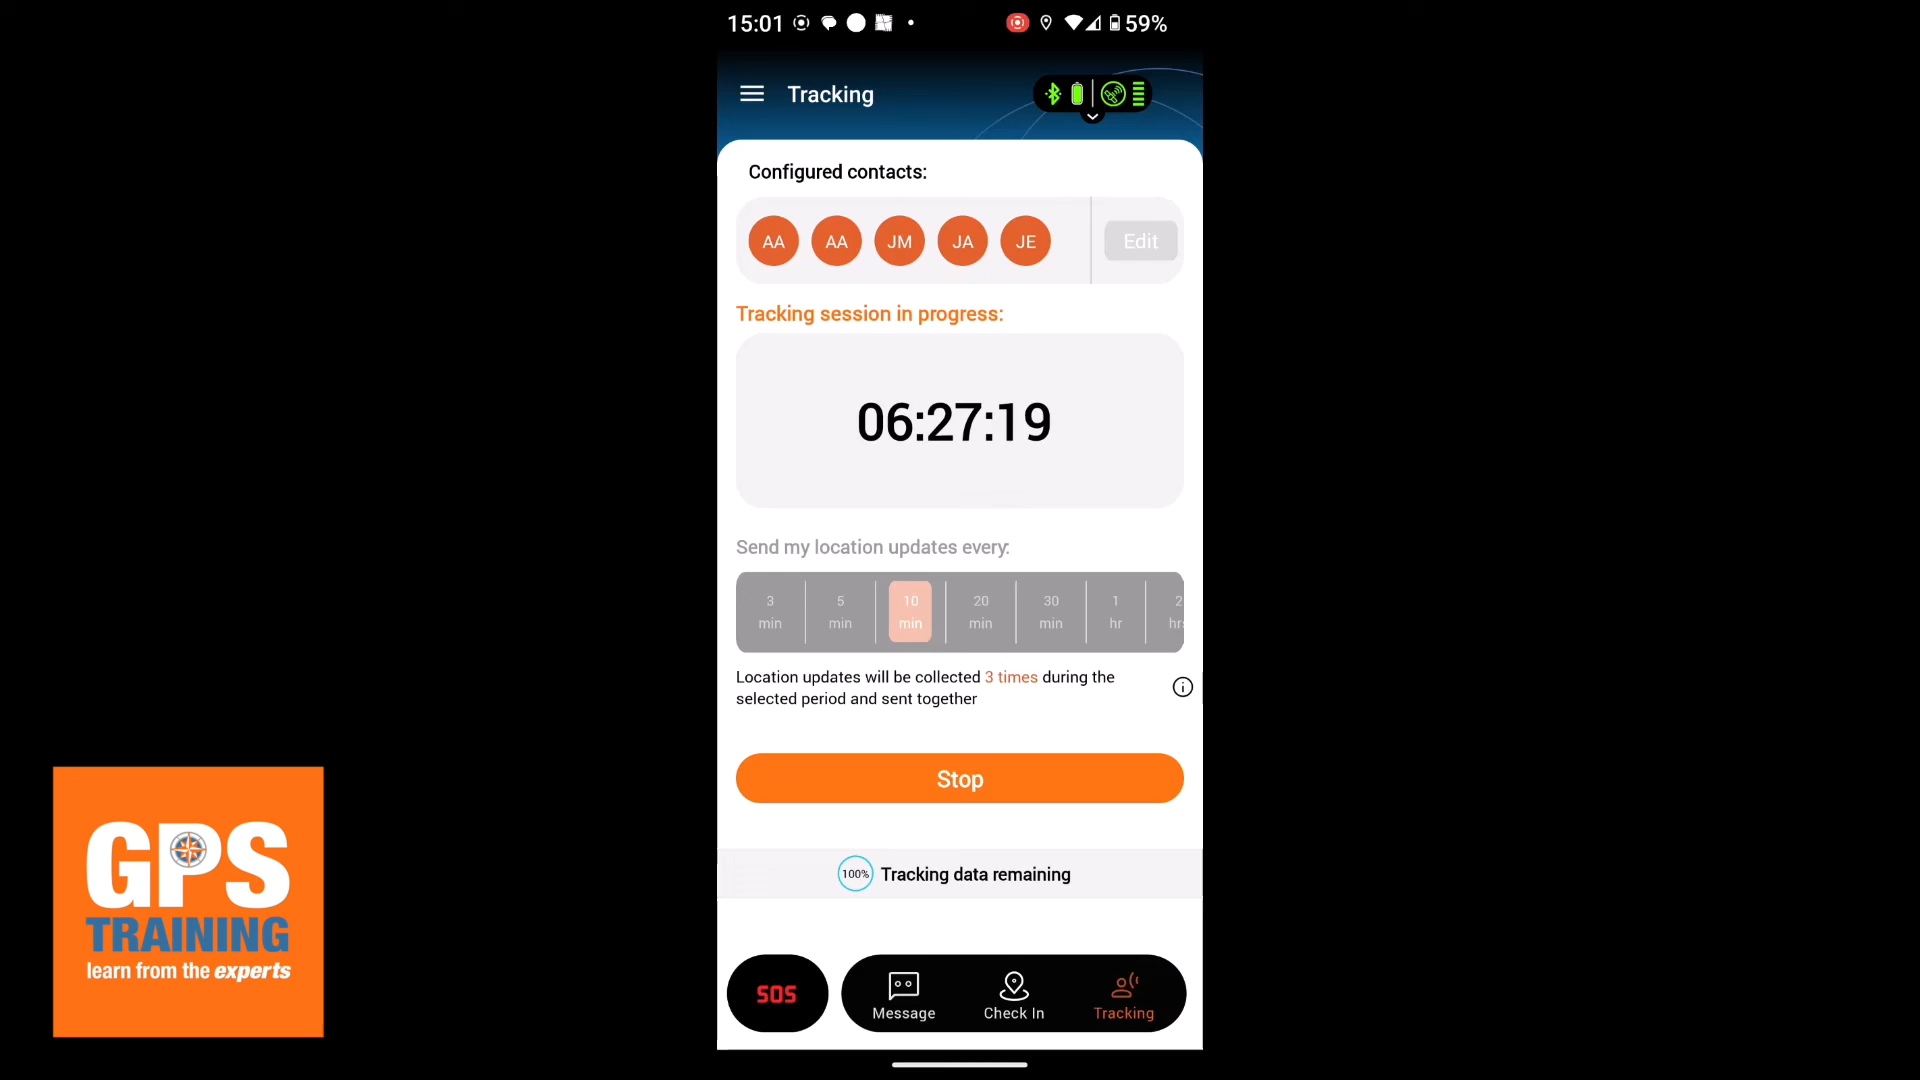 15:01
59%
Tracking
Configured contacts:
AA AA JM JA JE Edit
Tracking session in progress:
06:27:19
Send my location updates every:
3 min 5 min 10 min 20 min 30 min 1 hr 2 hr
Location updates will be collected 3 times during the
selected period and sent together
Stop
100% Tracking data remaining
SOS Message Check In Tracking
GPS
TRAINING
learn from the experts